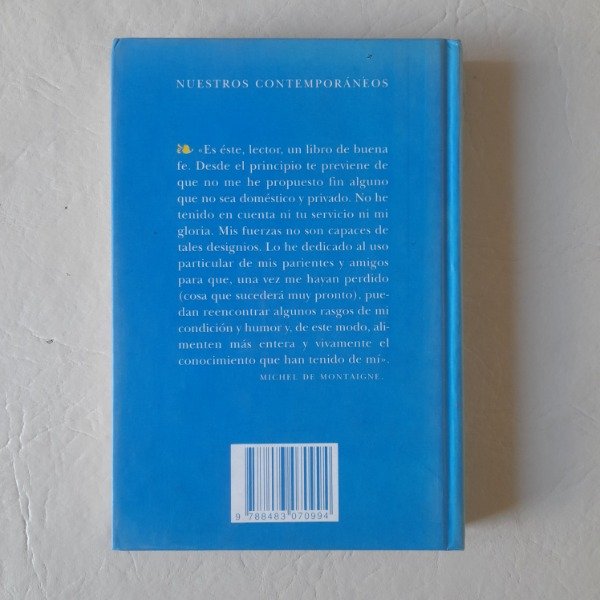 NUESTROS CONTEMPORÁNEOS
«Es éste, lector, un libro de buena
fe. Desde el principio te previene de
que no me he propuesto fin alguno
que no sea doméstico y privado. No he
tenido en cuenta ni tu servicio ni mi
gloria. Mis fuerzas no son capaces de
tales designios. Lo he dedicado al uso
particular de mis parientes y amigos
para que, una vez me hayan perdido
(cosa que sucederá muy pronto), pue-
dan reencontrar algunos rasgos de mi
condición y humor y, de este modo, ali-
menten más entera y vivamente el
conocimiento que han tenido de mí».
MICHEL DE MONTAIGNE.
9 788483 070994